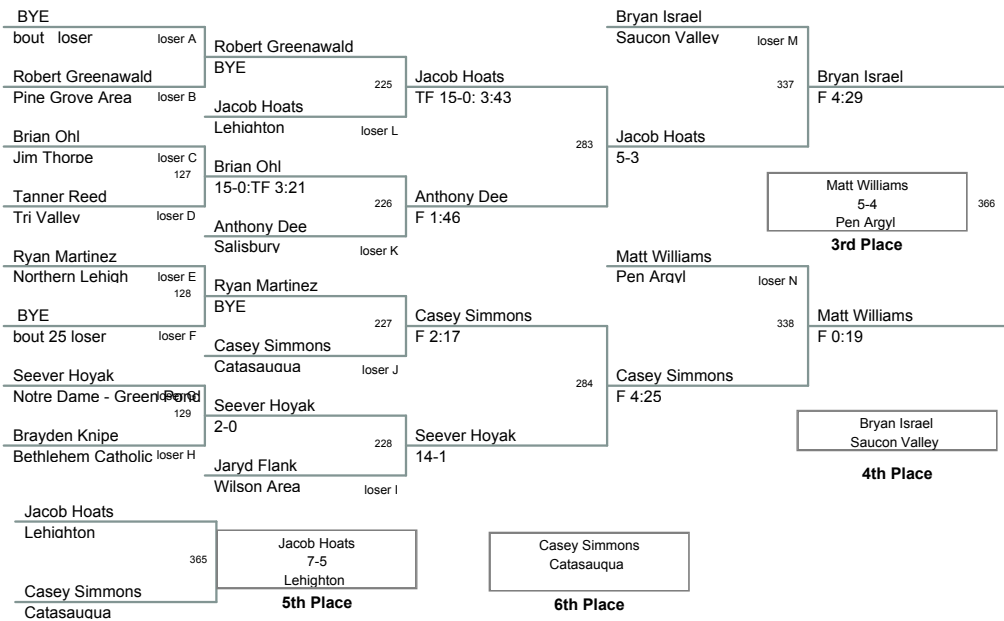 BYE
bout loser
loser A
Robert Greenawald
Pine Grove Area
loser B
Brian Ohl
Jim Thorpe
loser C
127
Tanner Reed
Tri Valley
loser D
Ryan Martinez
Northern Lehigh
loser E
128
BYE
bout 25 loser
loser F
Seever Hoyak
Notre Dame - Green Pond
loser G
129
Brayden Knipe
Bethlehem Catholic
loser H
Robert Greenawald
BYE
225
Jacob Hoats
Lehighton
loser L
Brian Ohl
15-0:TF 3:21
226
Anthony Dee
Salisbury
loser K
Ryan Martinez
BYE
227
Casey Simmons
Catasauqua
loser J
Seever Hoyak
2-0
228
Jaryd Flank
Wilson Area
loser I
Jacob Hoats
TF 15-0: 3:43
283
Anthony Dee
F 1:46
Casey Simmons
F 2:17
284
Seever Hoyak
14-1
Bryan Israel
Saucon Valley
loser M
337
Jacob Hoats
5-3
Matt Williams
Pen Argyl
loser N
338
Casey Simmons
F 4:25
Bryan Israel
F 4:29
Matt Williams
5-4
Pen Argyl
366
3rd Place
Matt Williams
F 0:19
Bryan Israel
Saucon Valley
4th Place
Jacob Hoats
Lehighton
365
Casey Simmons
Catasauqua
Jacob Hoats
7-5
Lehighton
5th Place
Casey Simmons
Catasauqua
6th Place